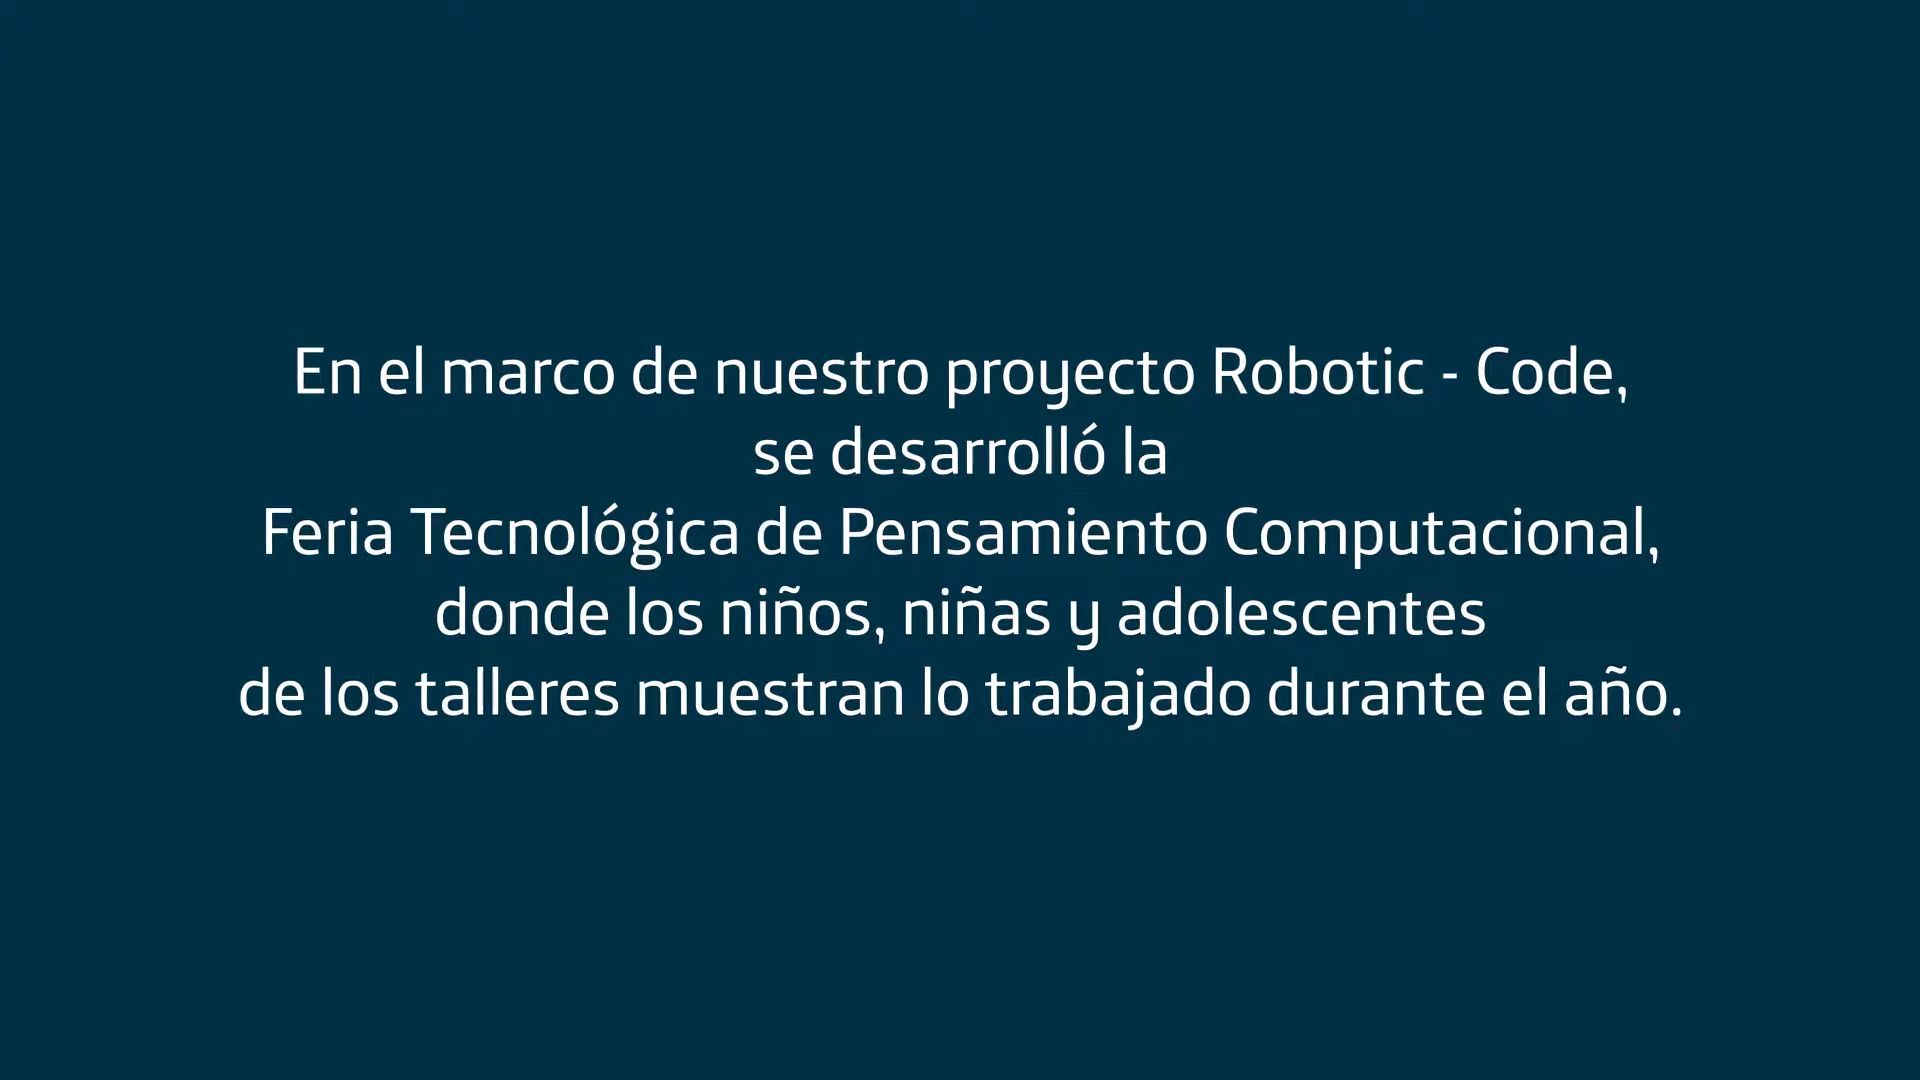 En el marco de nuestro proyecto Robotic - Code,
se desarrolló la
Feria Tecnológica de Pensamiento Computacional,
donde los niños, niñas y adolescentes
de los talleres muestran lo trabajado durante el año.